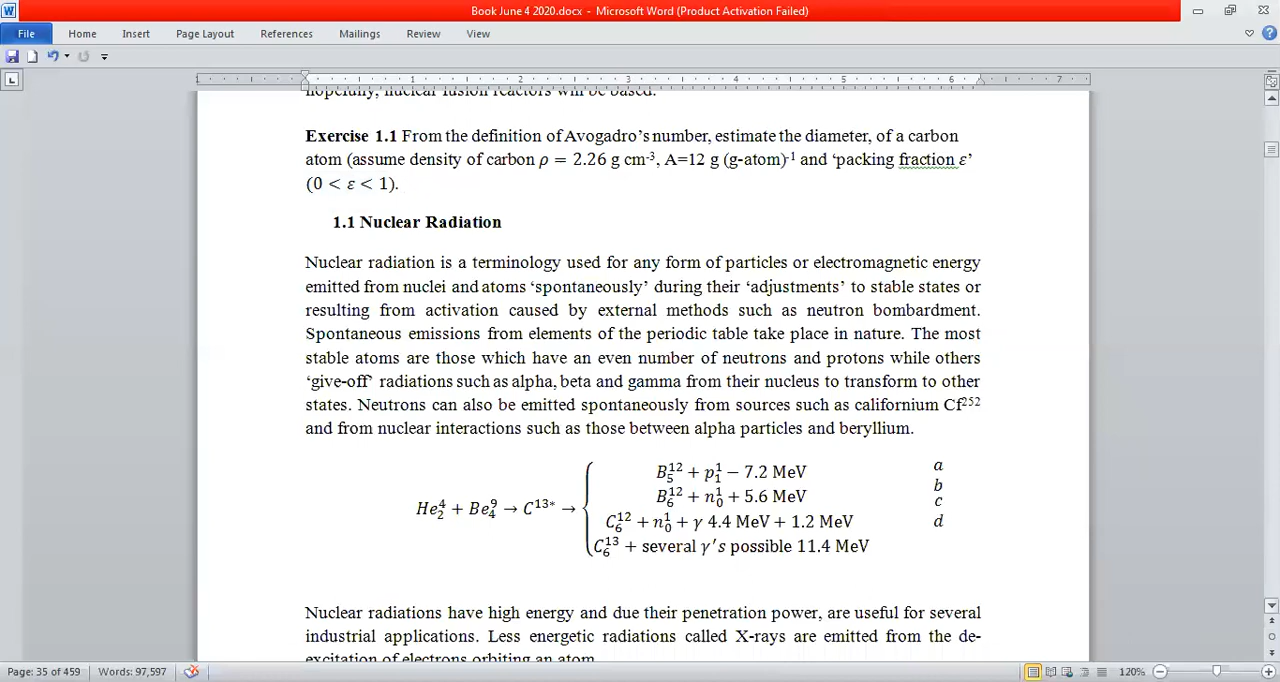 Book June 4 2020.docx - Microsoft Word (Product Activation Failed)
File Home Insert Page Layout References Mailings Review View
1 1 2 3 4 5 6 7
hopefully, nuclear fusion reactors will be based.
Exercise 1.1 From the definition of Avogadro’s number, estimate the diameter, of a carbon
atom (assume density of carbon ρ = 2.26 g cm⁻³, A=12 g (g-atom)⁻¹ and ‘packing fraction ε’
(0 < ε < 1).
1.1 Nuclear Radiation
Nuclear radiation is a terminology used for any form of particles or electromagnetic energy
emitted from nuclei and atoms ‘spontaneously’ during their ‘adjustments’ to stable states or
resulting from activation caused by external methods such as neutron bombardment.
Spontaneous emissions from elements of the periodic table take place in nature. The most
stable atoms are those which have an even number of neutrons and protons while others
‘give-off’ radiations such as alpha, beta and gamma from their nucleus to transform to other
states. Neutrons can also be emitted spontaneously from sources such as californium Cf²⁵²
and from nuclear interactions such as those between alpha particles and beryllium.
B₅¹² + p₁¹ − 7.2 MeV a
B₆¹² + n₀¹ + 5.6 MeV b
He₂⁴ + Be₄⁹ → C¹³* → c
C₆¹² + n₀¹ + γ 4.4 MeV + 1.2 MeV d
C₆¹³ + several γ′s possible 11.4 MeV
Nuclear radiations have high energy and due their penetration power, are useful for several
industrial applications. Less energetic radiations called X-rays are emitted from the de-
excitation of electrons orbiting an atom.
Page: 35 of 459 Words: 97,597 120%